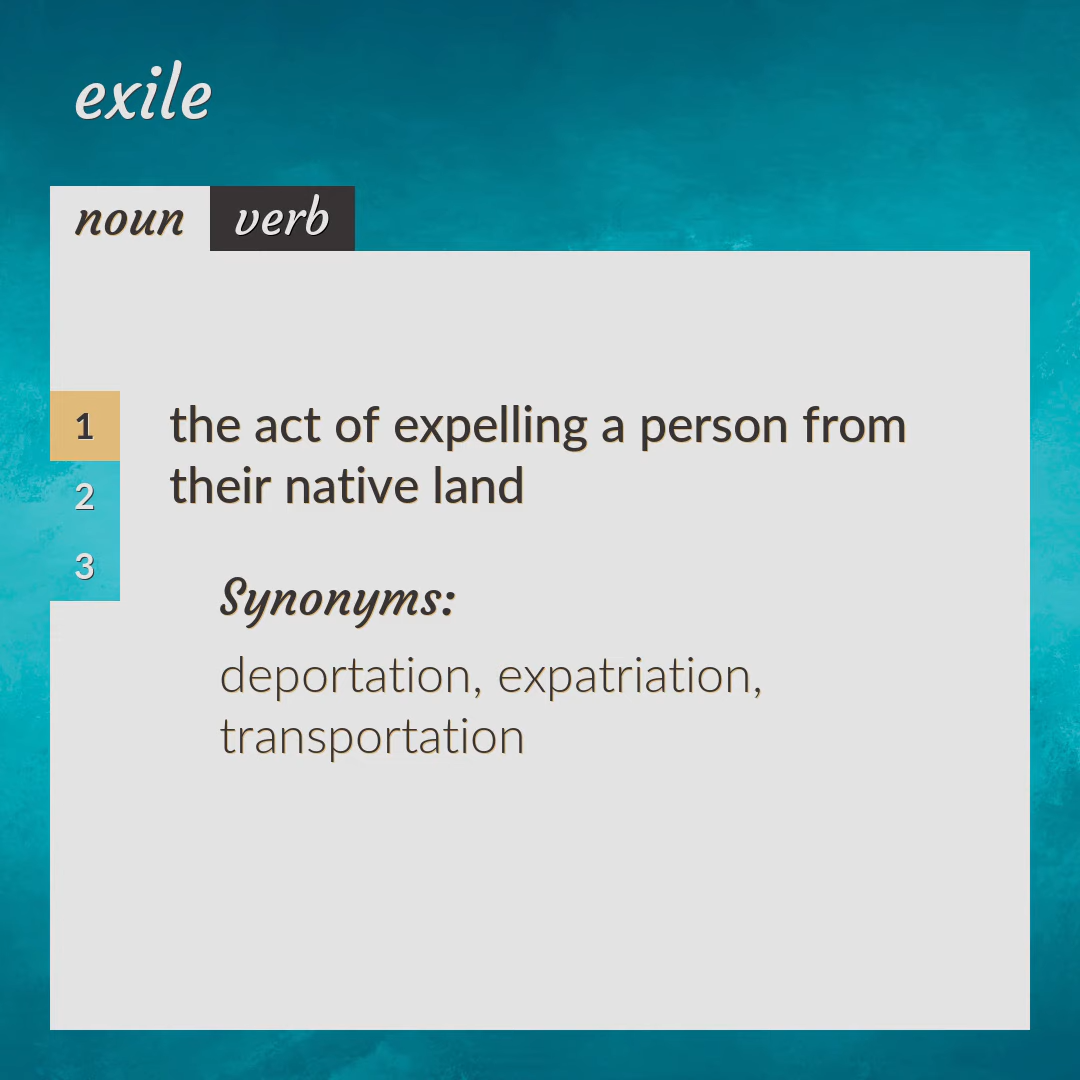 exile
noun verb
1 the act of expelling a person from
their native land
2
3
Synonyms:
deportation, expatriation,
transportation